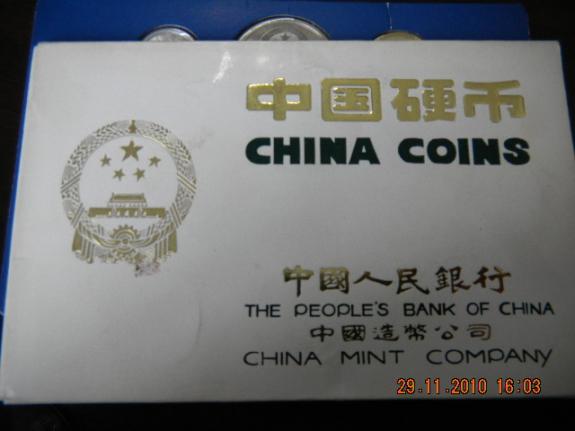 中国硬币
CHINA COINS
中國人民銀行
THE PEOPLE'S BANK OF CHINA
中國造幣公司
CHINA MINT COMPANY
29.11.2010 16:03